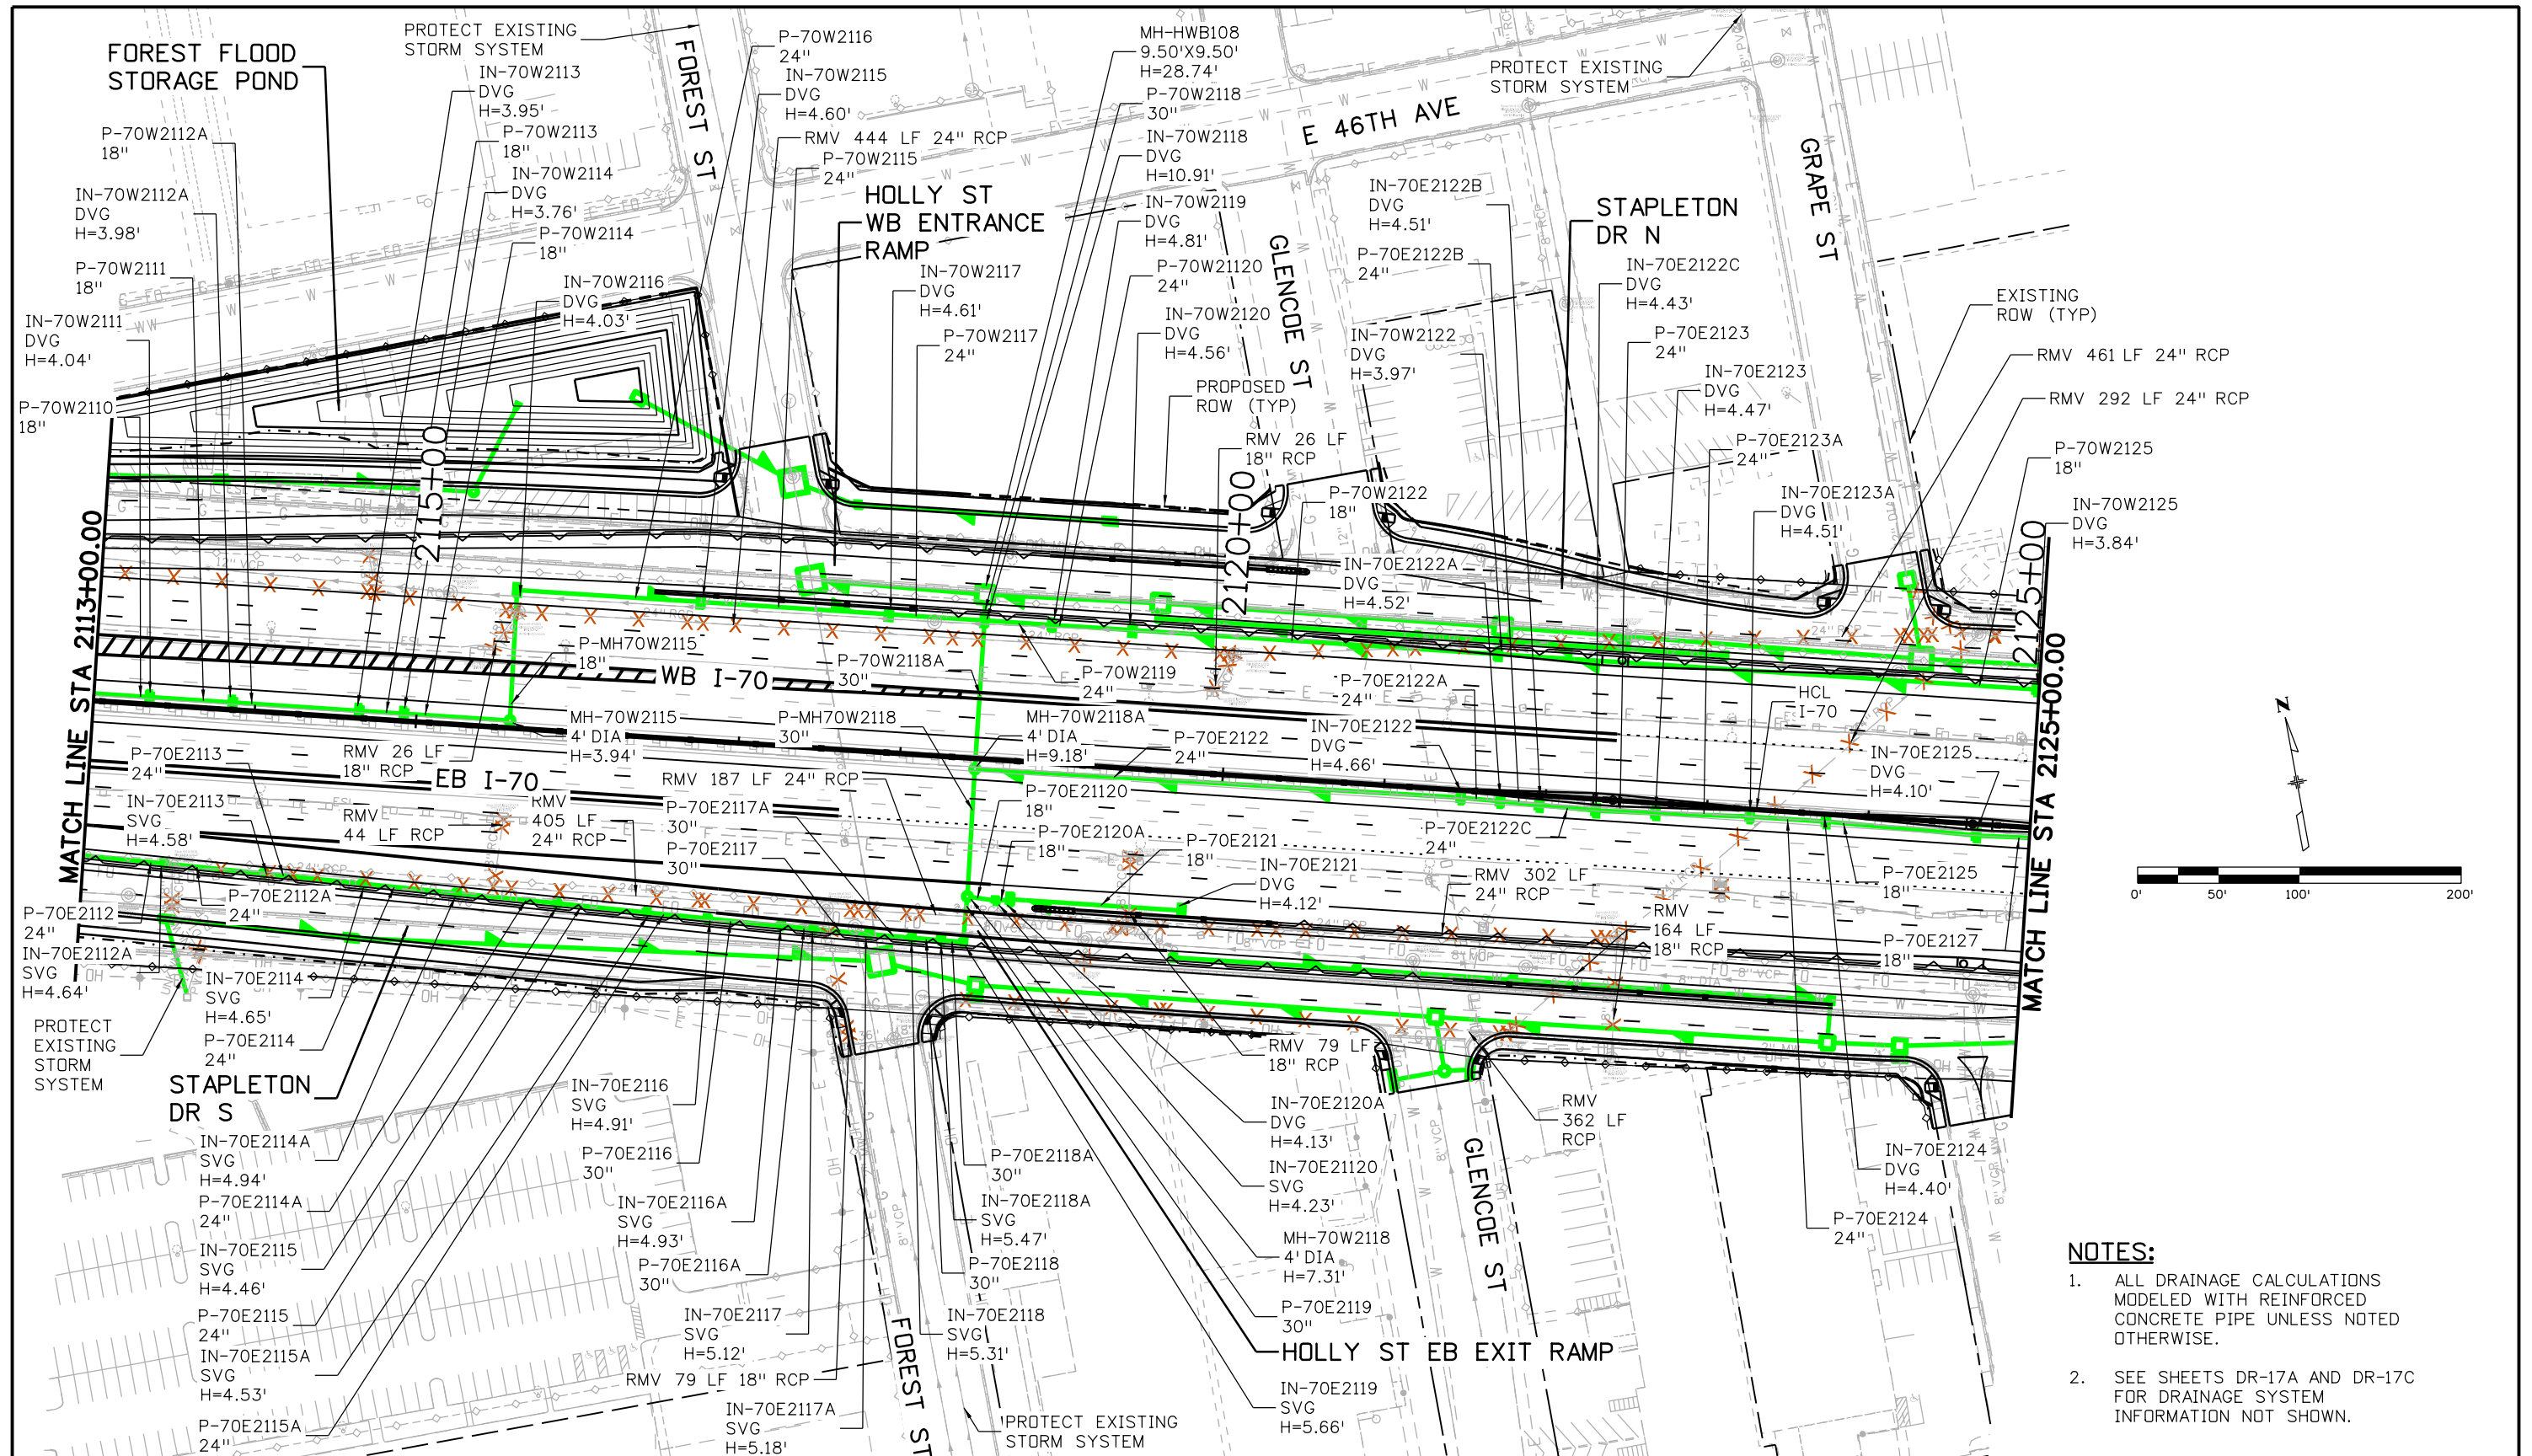 FOREST FLOOD
STORAGE POND
PROTECT EXISTING
STORM SYSTEM
FOREST ST
P-70W2116
24"
MH-HWB108
9.50'X9.50'
H=28.74'
PROTECT EXISTING
STORM SYSTEM
E 46TH AVE
GRAPE ST
IN-70W2113
DVG
H=3.95'
IN-70W2115
DVG
H=4.60'
P-70W2118
30"
P-70W2112A
18"
P-70W2113
18"
RMV 444 LF 24" RCP
IN-70W2118
DVG
H=10.91'
IN-70W2114
DVG
H=3.76'
P-70W2115
24"
IN-70W2112A
DVG
H=3.98'
HOLLY ST
WB ENTRANCE
RAMP
IN-70W2119
DVG
H=4.81'
IN-70E2122B
DVG
H=4.51'
STAPLETON
DR N
P-70W2114
18"
GLENCOE ST
P-70E2122B
24"
P-70W2111
18"
IN-70W2116
DVG
H=4.03'
IN-70W2117
DVG
H=4.61'
P-70W21120
24"
IN-70E2122C
DVG
H=4.43'
EXISTING
ROW (TYP)
IN-70W2111
DVG
H=4.04'
P-70W2117
24"
IN-70W2120
DVG
H=4.56'
IN-70W2122
DVG
H=3.97'
P-70E2123
24"
RMV 461 LF 24" RCP
P-70W2110
18"
PROPOSED
ROW (TYP)
IN-70E2123
DVG
H=4.47'
RMV 292 LF 24" RCP
RMV 26 LF
18" RCP
P-70E2123A
24"
P-70W2125
18"
2115+00
2120+00
P-70W2122
18"
IN-70E2123A
DVG
H=4.51'
IN-70W2125
DVG
H=3.84'
2125+00
MATCH LINE STA 2113+00.00
IN-70E2122A
DVG
H=4.52'
P-MH70W2115
18"
WB I-70
P-70W2118A
30"
P-70W2119
24"
P-70E2122A
24"
HCL
I-70
MATCH LINE STA 2125+00.00
N
P-70E2113
24"
RMV 26 LF
18" RCP
MH-70W2115
4' DIA
H=3.94'
P-MH70W2118
30"
MH-70W2118A
4' DIA
H=9.18'
P-70E2122
24"
IN-70E2122
DVG
H=4.66'
IN-70E2125
DVG
H=4.10'
EB I-70
RMV 187 LF 24" RCP
IN-70E2113
SVG
H=4.58'
RMV
44 LF RCP
RMV
405 LF
24" RCP
P-70E2117A
30"
P-70E21120
18"
P-70E2120A
18"
P-70E2121
18"
P-70E2122C
24"
P-70E2117
30"
IN-70E2121
DVG
H=4.12'
RMV 302 LF
24" RCP
P-70E2125
18"
0'
50'
100'
200'
P-70E2112A
24"
P-70E2112
24"
RMV
164 LF
18" RCP
P-70E2127
18"
IN-70E2112A
SVG
H=4.64'
IN-70E2114
SVG
H=4.65'
PROTECT
EXISTING
STORM
SYSTEM
P-70E2114
24"
RMV 79 LF
18" RCP
STAPLETON
DR S
IN-70E2116
SVG
H=4.91'
IN-70E2120A
DVG
H=4.13'
RMV
362 LF
RCP
IN-70E2114A
SVG
H=4.94'
P-70E2116
30"
P-70E2118A
30"
IN-70E21120
SVG
H=4.23'
GLENCOE ST
IN-70E2124
DVG
H=4.40'
P-70E2114A
24"
IN-70E2116A
SVG
H=4.93'
IN-70E2118A
SVG
H=5.47'
MH-70W2118
4' DIA
H=7.31'
P-70E2124
24"
IN-70E2115
SVG
H=4.46'
P-70E2116A
30"
P-70E2118
30"
P-70E2115
24"
IN-70E2117
SVG
H=5.12'
IN-70E2118
SVG
H=5.31'
P-70E2119
30"
HOLLY ST EB EXIT RAMP
IN-70E2115A
SVG
H=4.53'
RMV 79 LF 18" RCP
FOREST ST
IN-70E2119
SVG
H=5.66'
P-70E2115A
24"
IN-70E2117A
SVG
H=5.18'
PROTECT EXISTING
STORM SYSTEM
NOTES:
1. ALL DRAINAGE CALCULATIONS
MODELED WITH REINFORCED
CONCRETE PIPE UNLESS NOTED
OTHERWISE.
2. SEE SHEETS DR-17A AND DR-17C
FOR DRAINAGE SYSTEM
INFORMATION NOT SHOWN.